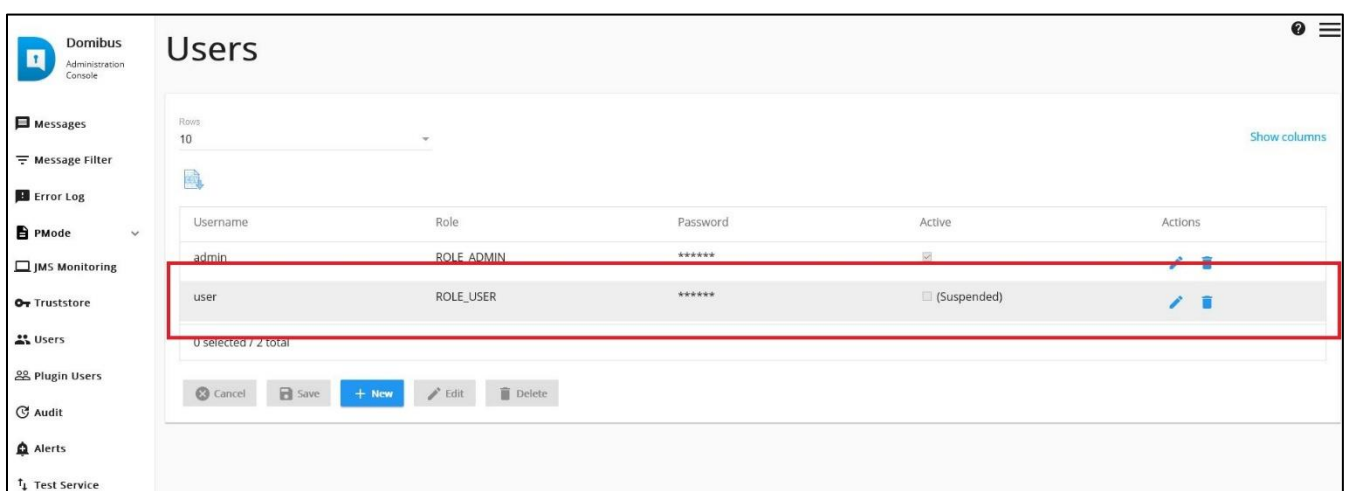 Domibus
Administration
Console
Messages
Message Filter
Error Log
PMode
JMS Monitoring
Truststore
Users
Plugin Users
Audit
Alerts
Test Service
Users
?
Rows
10
Show columns
Username Role Password Active Actions
admin ROLE_ADMIN ******
user ROLE_USER ****** (Suspended)
0 selected / 2 total
Cancel Save + New Edit Delete